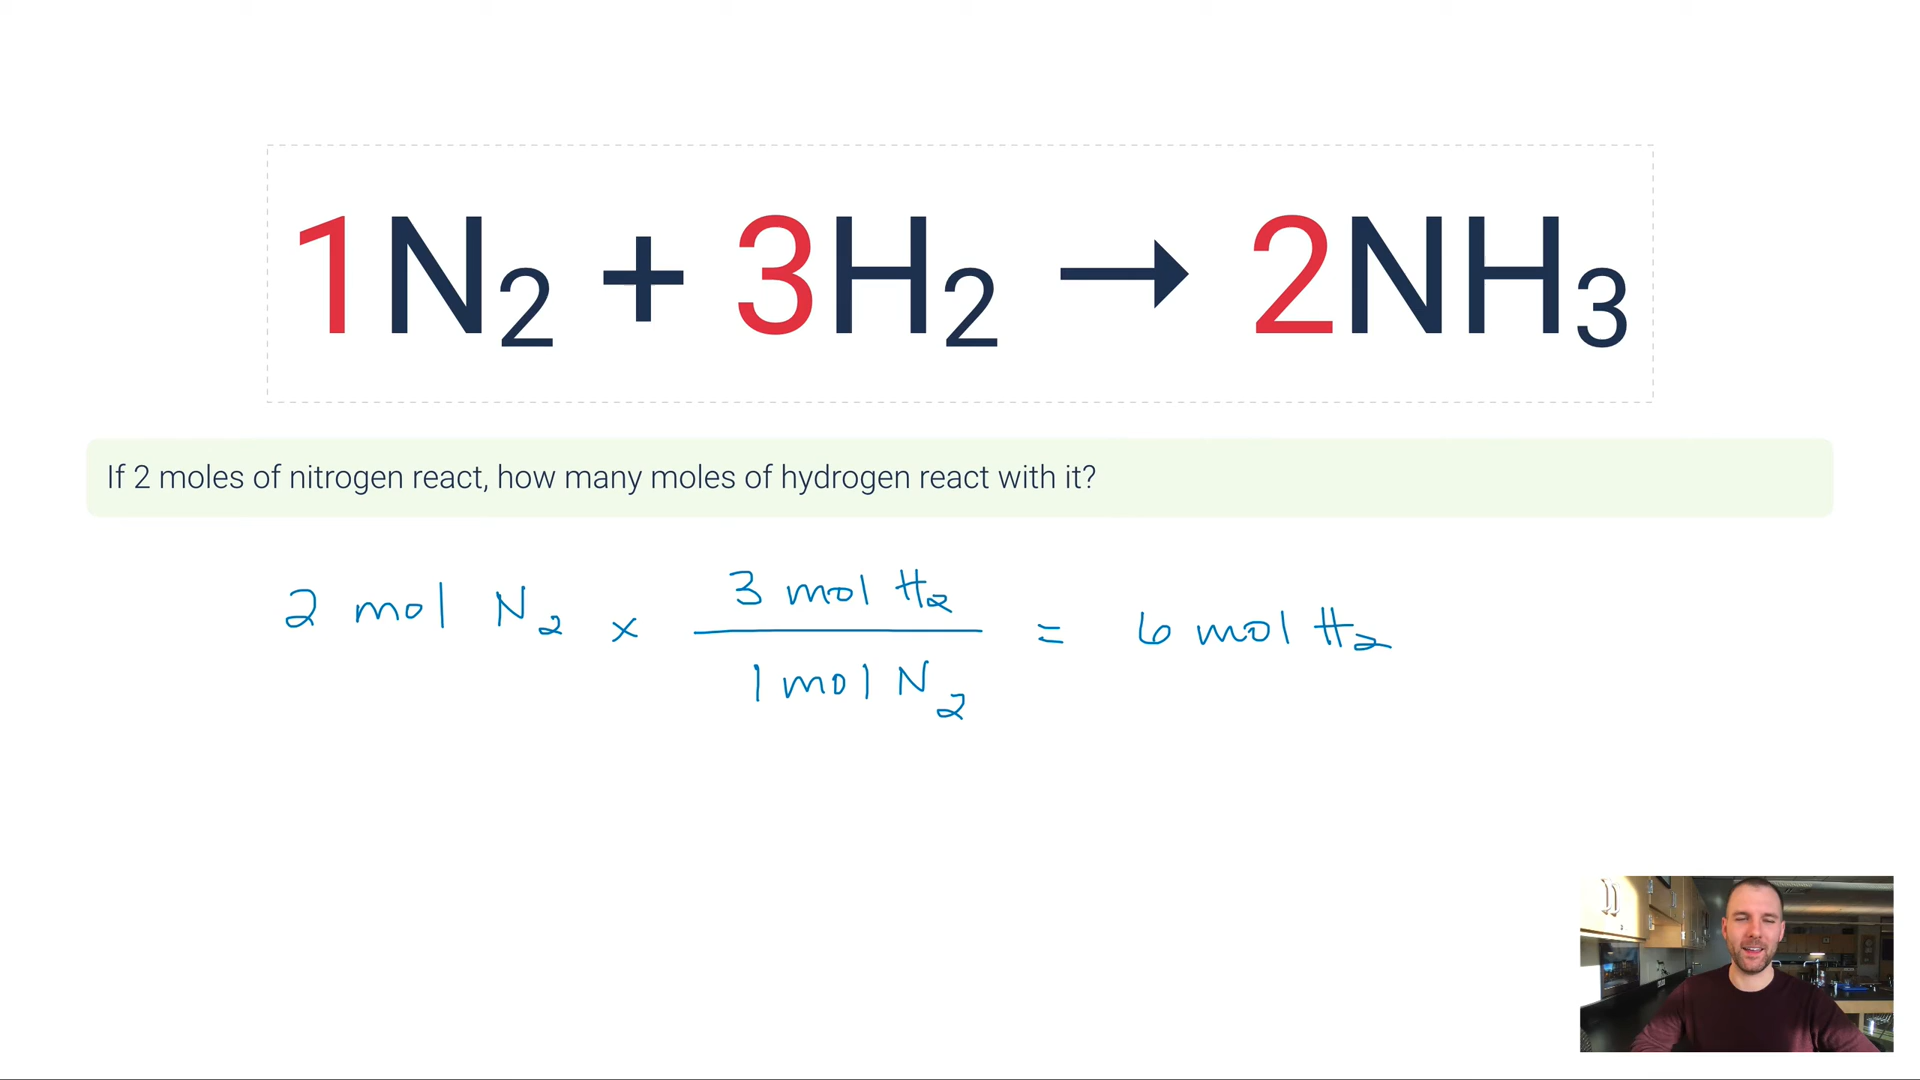 1N₂ + 3H₂ → 2NH₃
If 2 moles of nitrogen react, how many moles of hydrogen react with it?
3 mol H₂
2 mol N₂ × ‾‾‾‾ = 6 mol H₂
1 mol N₂